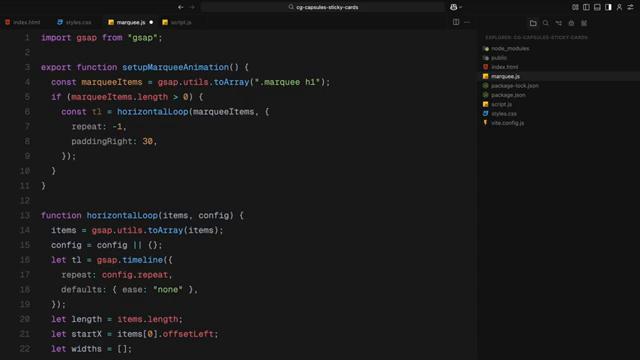 cg-capsules-sticky-cards
index.html
styles.css
marquee.js
script.js
1 import gsap from "gsap";
2
3 export function setupMarqueeAnimation() {
4 const marqueeItems = gsap.utils.toArray(".marquee h1");
5 if (marqueeItems.length > 0) {
6 const tl = horizontalLoop(marqueeItems, {
7 repeat: -1,
8 paddingRight: 30,
9 });
10 }
11 }
12
13 function horizontalLoop(items, config) {
14 items = gsap.utils.toArray(items);
15 config = config || {};
16 let tl = gsap.timeline({
17 repeat: config.repeat,
18 defaults: { ease: "none" },
19 });
20 let length = items.length;
21 let startX = items[0].offsetLeft;
22 let widths = [];
EXPLORER: CG-CAPSULES-STICKY-CARDS
node_modules
public
index.html
marquee.js
package-lock.json
package.json
script.js
styles.css
vite.config.js